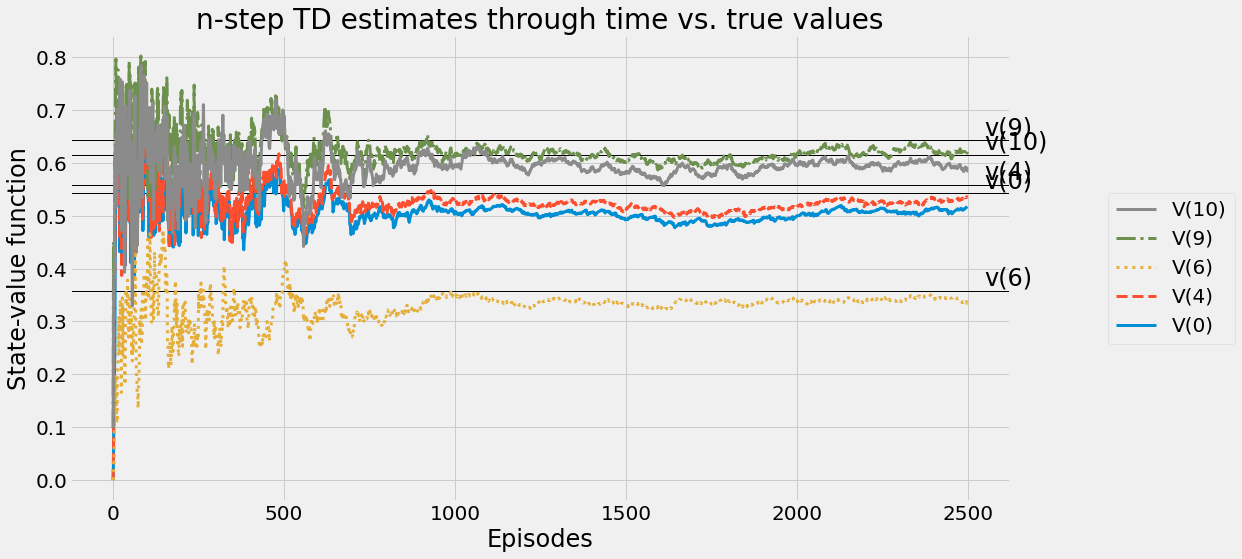 n-step TD estimates through time vs. true values
State-value function
0.8
0.7
0.6
0.5
0.4
0.3
0.2
0.1
0.0
v(9)
v(10)
v(4)
v(0)
v(6)
0
500
1000
1500
2000
2500
Episodes
V(10)
V(9)
V(6)
V(4)
V(0)